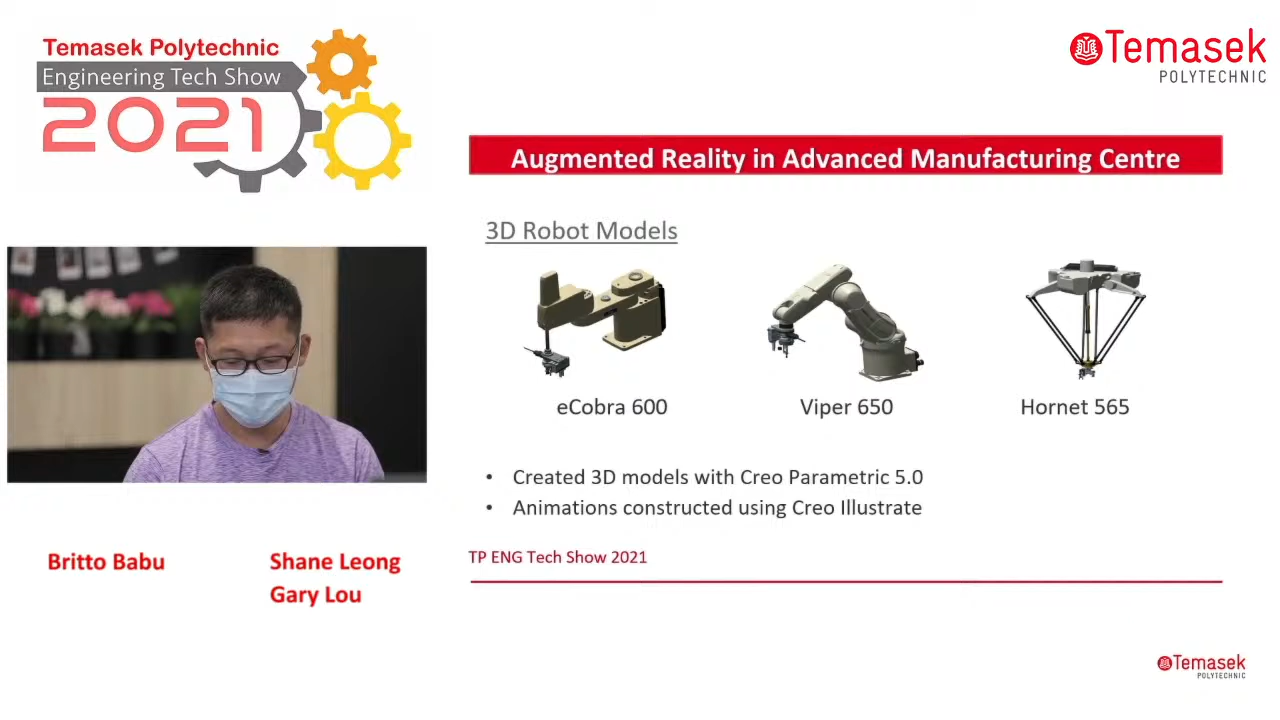 Temasek Polytechnic
Engineering Tech Show
2021
Temasek
POLYTECHNIC
Augmented Reality in Advanced Manufacturing Centre
3D Robot Models
eCobra 600
Viper 650
Hornet 565
• Created 3D models with Creo Parametric 5.0
• Animations constructed using Creo Illustrate
TP ENG Tech Show 2021
Britto Babu
Shane Leong
Gary Lou
Temasek
POLYTECHNIC